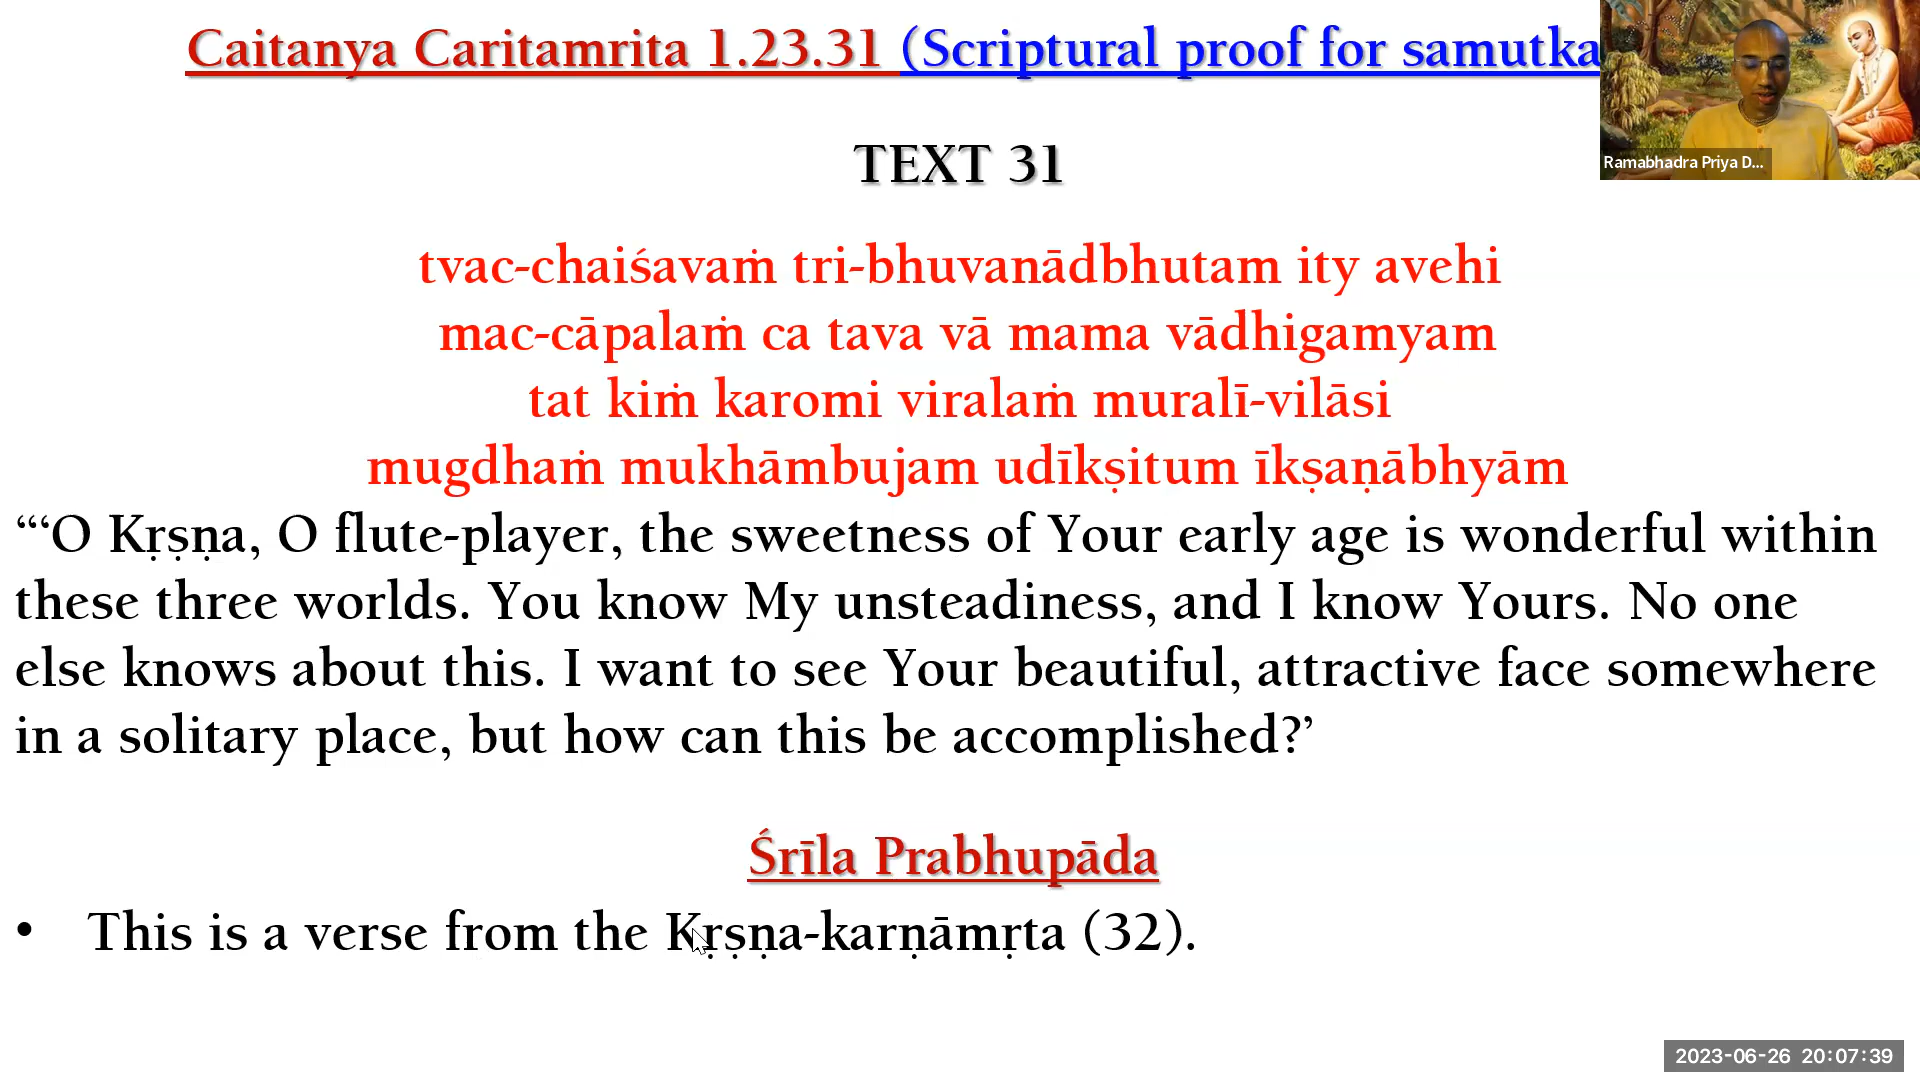 Caitanya Caritamrita 1.23.31 (Scriptural proof for samutka
Ramabhadra Priya D...
TEXT 31
tvac-chaiśavaṁ tri-bhuvanādbhutam ity avehi
mac-cāpalaṁ ca tava vā mama vādhigamyam
tat kiṁ karomi viralaṁ muralī-vilāsi
mugdhaṁ mukhāmbujam udīkṣitum īkṣaṇābhyām
“‘O Kṛṣṇa, O flute-player, the sweetness of Your early age is wonderful within
these three worlds. You know My unsteadiness, and I know Yours. No one
else knows about this. I want to see Your beautiful, attractive face somewhere
in a solitary place, but how can this be accomplished?’
Śrīla Prabhupāda
• This is a verse from the Kṛṣṇa-karṇāmṛta (32).
2023-06-26 20:07:39